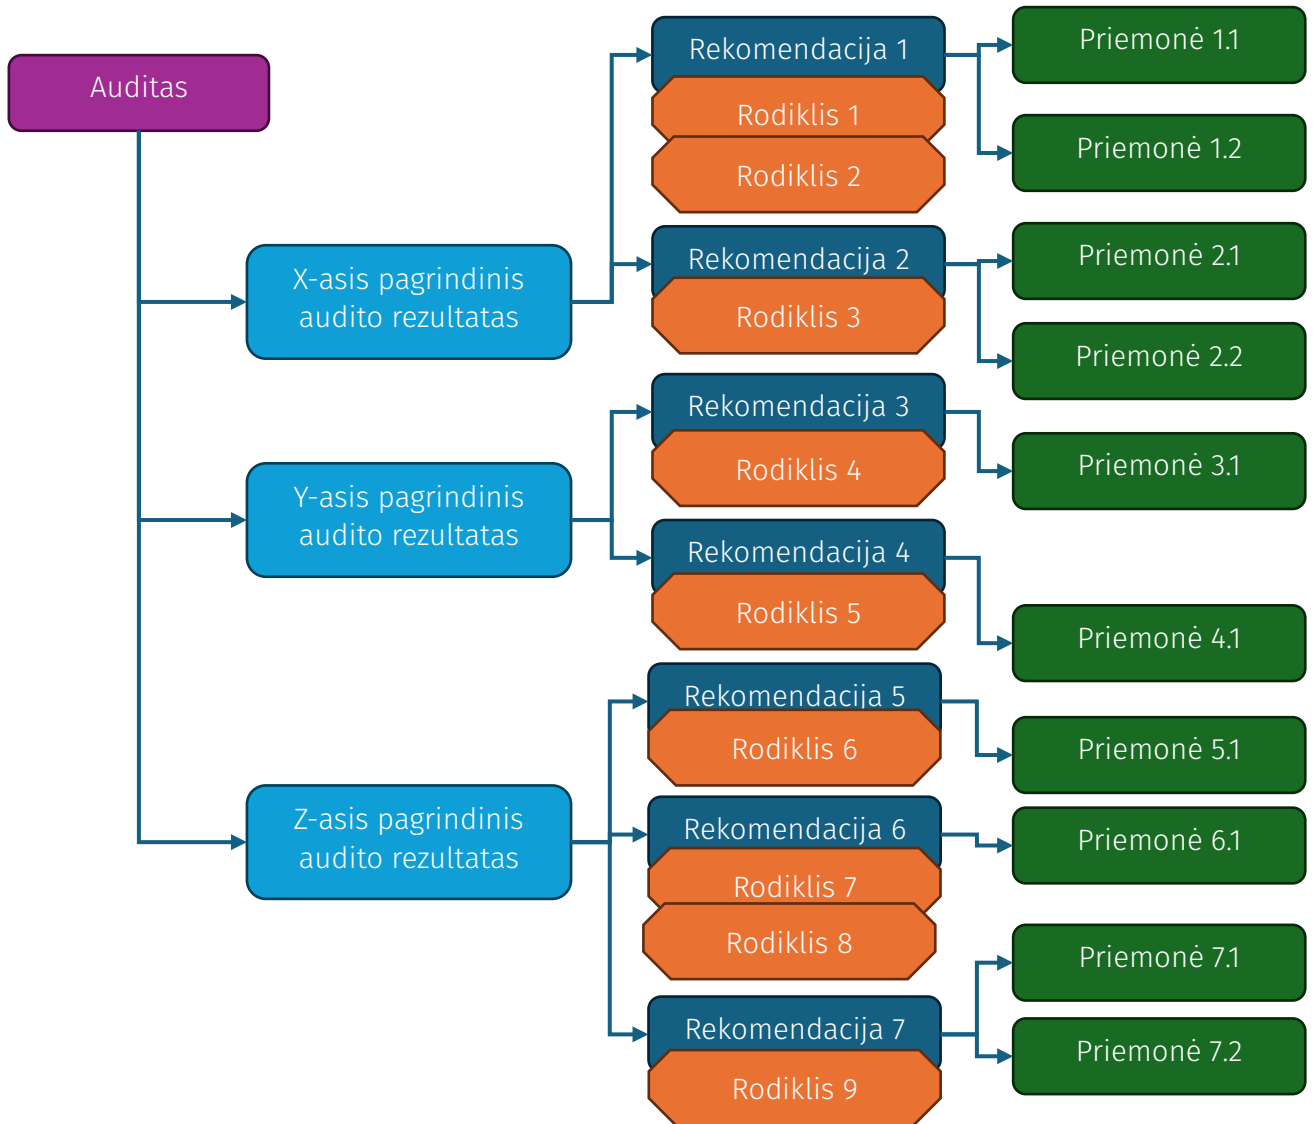 Auditas
X-asis pagrindinis
audito rezultatas
Y-asis pagrindinis
audito rezultatas
Z-asis pagrindinis
audito rezultatas
Rekomendacija 1
Rodiklis 1
Rodiklis 2
Rekomendacija 2
Rodiklis 3
Rekomendacija 3
Rodiklis 4
Rekomendacija 4
Rodiklis 5
Rekomendacija 5
Rodiklis 6
Rekomendacija 6
Rodiklis 7
Rodiklis 8
Rekomendacija 7
Rodiklis 9
Priemonė 1.1
Priemonė 1.2
Priemonė 2.1
Priemonė 2.2
Priemonė 3.1
Priemonė 4.1
Priemonė 5.1
Priemonė 6.1
Priemonė 7.1
Priemonė 7.2